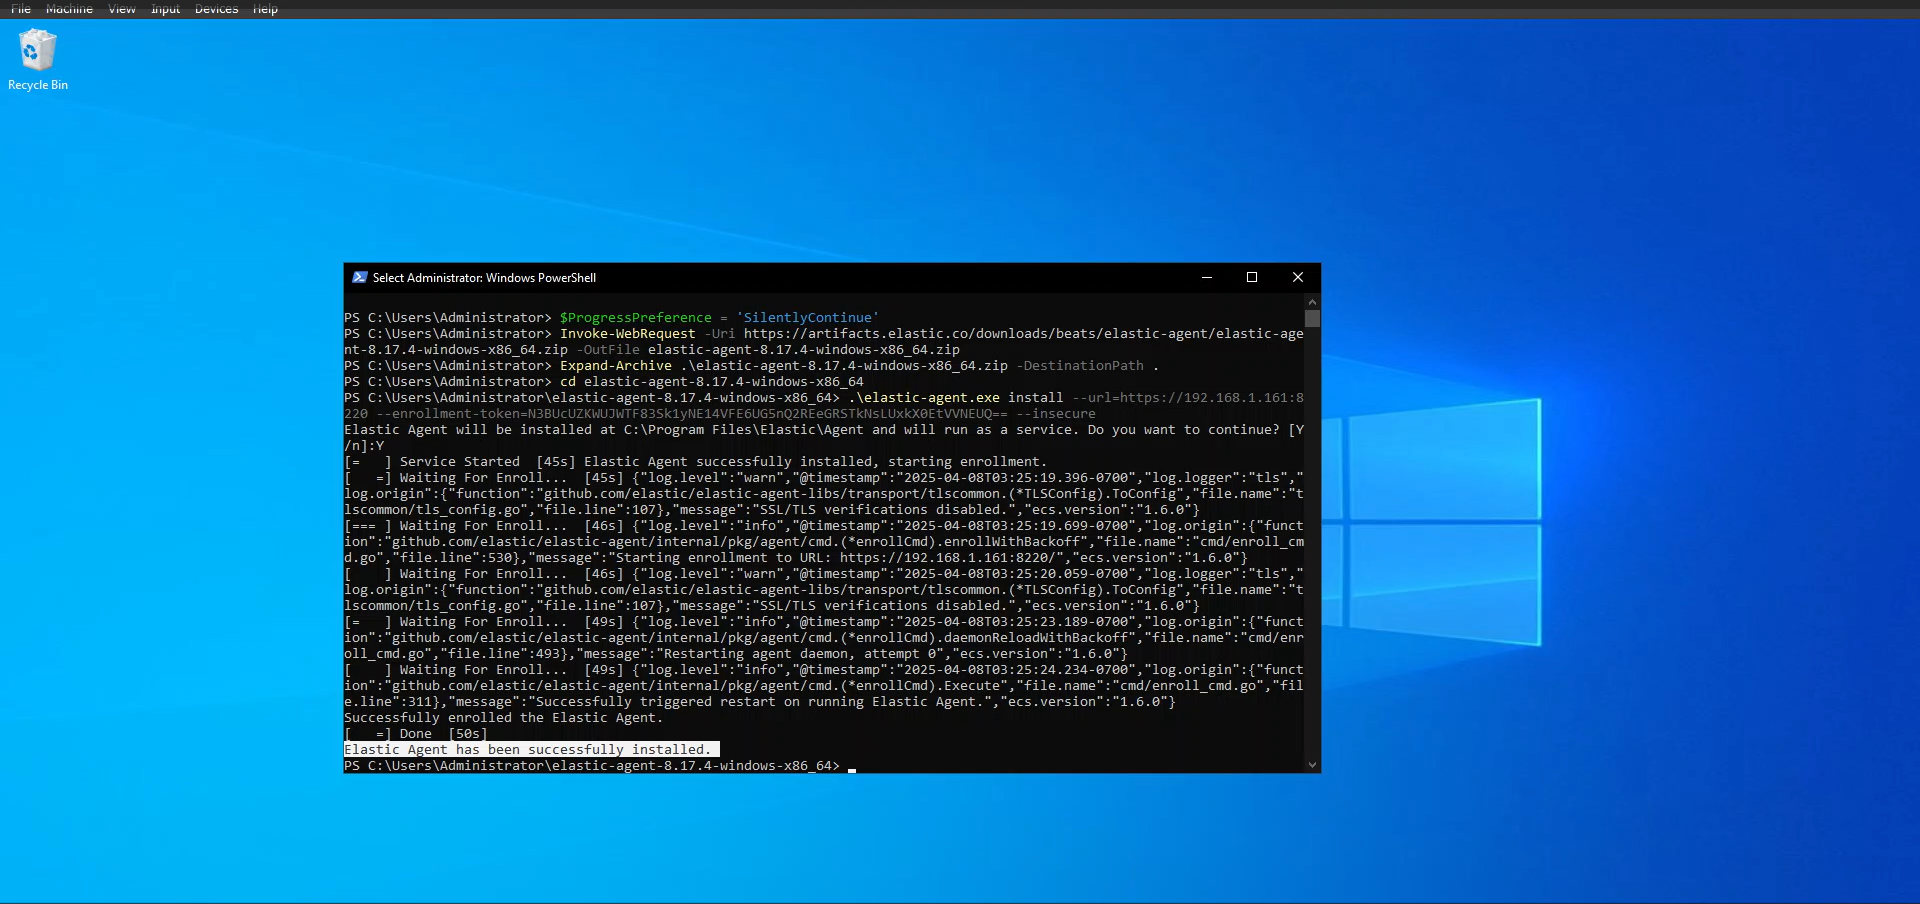 File Machine View Input Devices Help
Recycle Bin
Select Administrator: Windows PowerShell
PS C:\Users\Administrator> $ProgressPreference = 'SilentlyContinue'
PS C:\Users\Administrator> Invoke-WebRequest -Uri https://artifacts.elastic.co/downloads/beats/elastic-agent/elastic-age
nt-8.17.4-windows-x86_64.zip -OutFile elastic-agent-8.17.4-windows-x86_64.zip
PS C:\Users\Administrator> Expand-Archive .\elastic-agent-8.17.4-windows-x86_64.zip -DestinationPath .
PS C:\Users\Administrator> cd elastic-agent-8.17.4-windows-x86_64
PS C:\Users\Administrator\elastic-agent-8.17.4-windows-x86_64> .\elastic-agent.exe install --url=https://192.168.1.161:8
220 --enrollment-token=N3BUcUZKWUJWTF83Sk1yNE14VFE6UG5nQ2REeGRSTkNsLUxkX0EtVVNEUQ== --insecure
Elastic Agent will be installed at C:\Program Files\Elastic\Agent and will run as a service. Do you want to continue? [Y
/n]:Y
[=   ] Service Started  [45s] Elastic Agent successfully installed, starting enrollment.
[   =] Waiting For Enroll...  [45s] {"log.level":"warn","@timestamp":"2025-04-08T03:25:19.396-0700","log.logger":"tls","
log.origin":{"function":"github.com/elastic/elastic-agent-libs/transport/tlscommon.(*TLSConfig).ToConfig","file.name":"t
lscommon/tls_config.go","file.line":107},"message":"SSL/TLS verifications disabled.","ecs.version":"1.6.0"}
[=== ] Waiting For Enroll...  [46s] {"log.level":"info","@timestamp":"2025-04-08T03:25:19.699-0700","log.origin":{"funct
ion":"github.com/elastic/elastic-agent/internal/pkg/agent/cmd.(*enrollCmd).enrollWithBackoff","file.name":"cmd/enroll_cm
d.go","file.line":530},"message":"Starting enrollment to URL: https://192.168.1.161:8220/","ecs.version":"1.6.0"}
[    ] Waiting For Enroll...  [46s] {"log.level":"warn","@timestamp":"2025-04-08T03:25:20.059-0700","log.logger":"tls","
log.origin":{"function":"github.com/elastic/elastic-agent-libs/transport/tlscommon.(*TLSConfig).ToConfig","file.name":"t
lscommon/tls_config.go","file.line":107},"message":"SSL/TLS verifications disabled.","ecs.version":"1.6.0"}
[=   ] Waiting For Enroll...  [49s] {"log.level":"info","@timestamp":"2025-04-08T03:25:23.189-0700","log.origin":{"funct
ion":"github.com/elastic/elastic-agent/internal/pkg/agent/cmd.(*enrollCmd).daemonReloadWithBackoff","file.name":"cmd/enr
oll_cmd.go","file.line":493},"message":"Restarting agent daemon, attempt 0","ecs.version":"1.6.0"}
[    ] Waiting For Enroll...  [49s] {"log.level":"info","@timestamp":"2025-04-08T03:25:24.234-0700","log.origin":{"funct
ion":"github.com/elastic/elastic-agent/internal/pkg/agent/cmd.(*enrollCmd).Execute","file.name":"cmd/enroll_cmd.go","fil
e.line":311},"message":"Successfully triggered restart on running Elastic Agent.","ecs.version":"1.6.0"}
Successfully enrolled the Elastic Agent.
[   =] Done  [50s]
Elastic Agent has been successfully installed.
PS C:\Users\Administrator\elastic-agent-8.17.4-windows-x86_64>